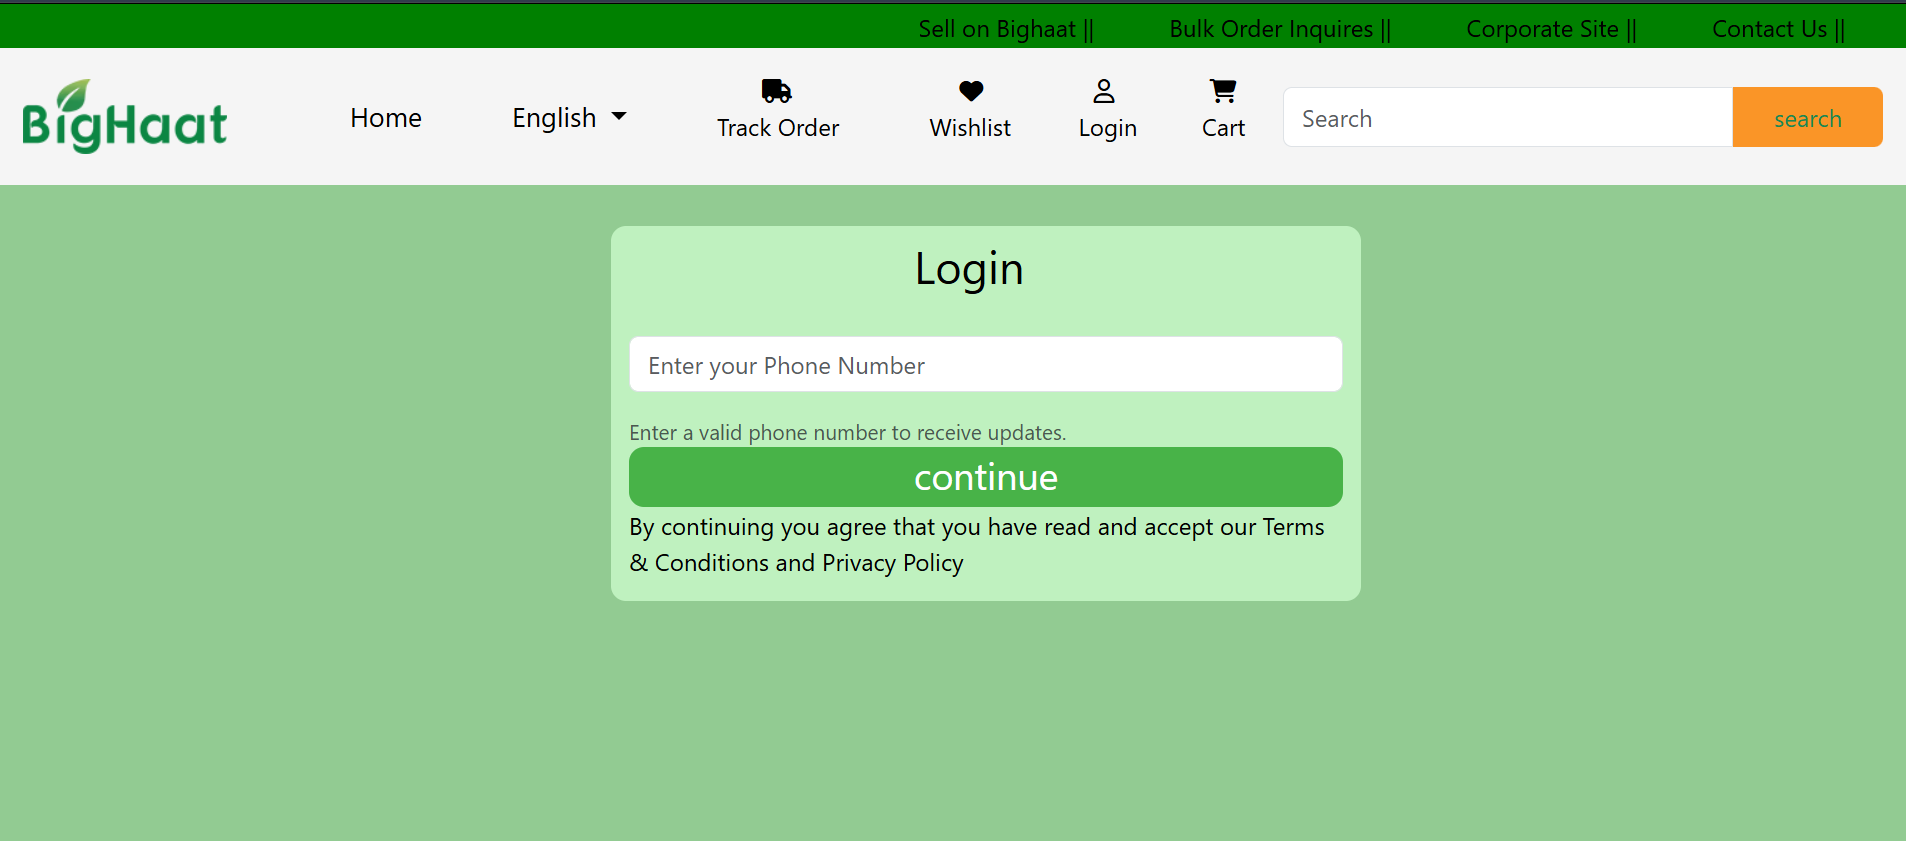 Sell on Bighaat || Bulk Order Inquires || Corporate Site || Contact Us ||
BigHaat Home English Track Order Wishlist Login Cart Search search
Login
Enter your Phone Number
Enter a valid phone number to receive updates.
continue
By continuing you agree that you have read and accept our Terms
& Conditions and Privacy Policy